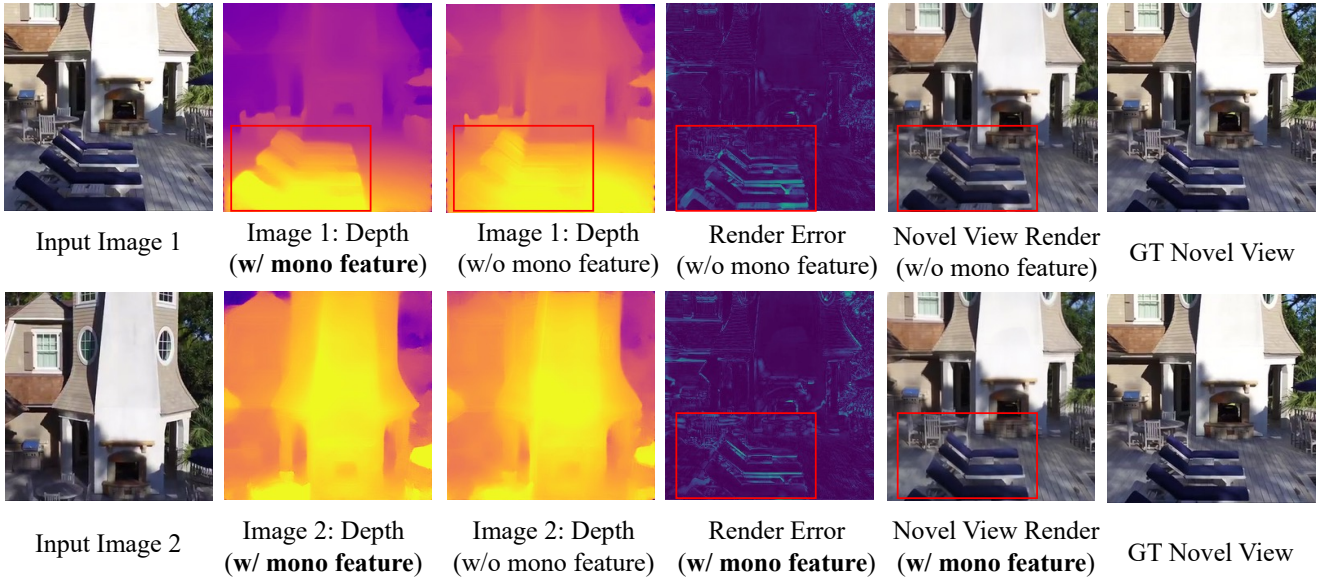 Input Image 1
Image 1: Depth
(w/ mono feature)
Image 1: Depth
(w/o mono feature)
Render Error
(w/o mono feature)
Novel View Render
(w/o mono feature)
GT Novel View
Input Image 2
Image 2: Depth
(w/ mono feature)
Image 2: Depth
(w/o mono feature)
Render Error
(w/ mono feature)
Novel View Render
(w/ mono feature)
GT Novel View